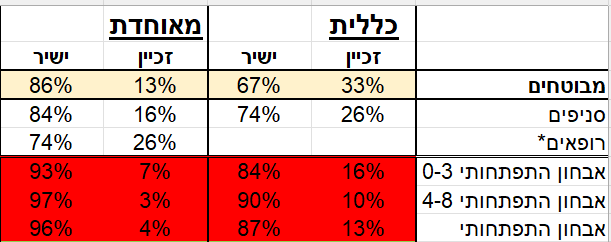 כללית מאוחדת
זכיין ישיר זכיין ישיר
מבוטחים 33% 67% 13% 86%
סניפים 26% 74% 16% 84%
רופאים* 26% 74%
אבחון התפתחותי 0-3 16% 84% 7% 93%
אבחון התפתחותי 4-8 10% 90% 3% 97%
אבחון התפתחותי 13% 87% 4% 96%